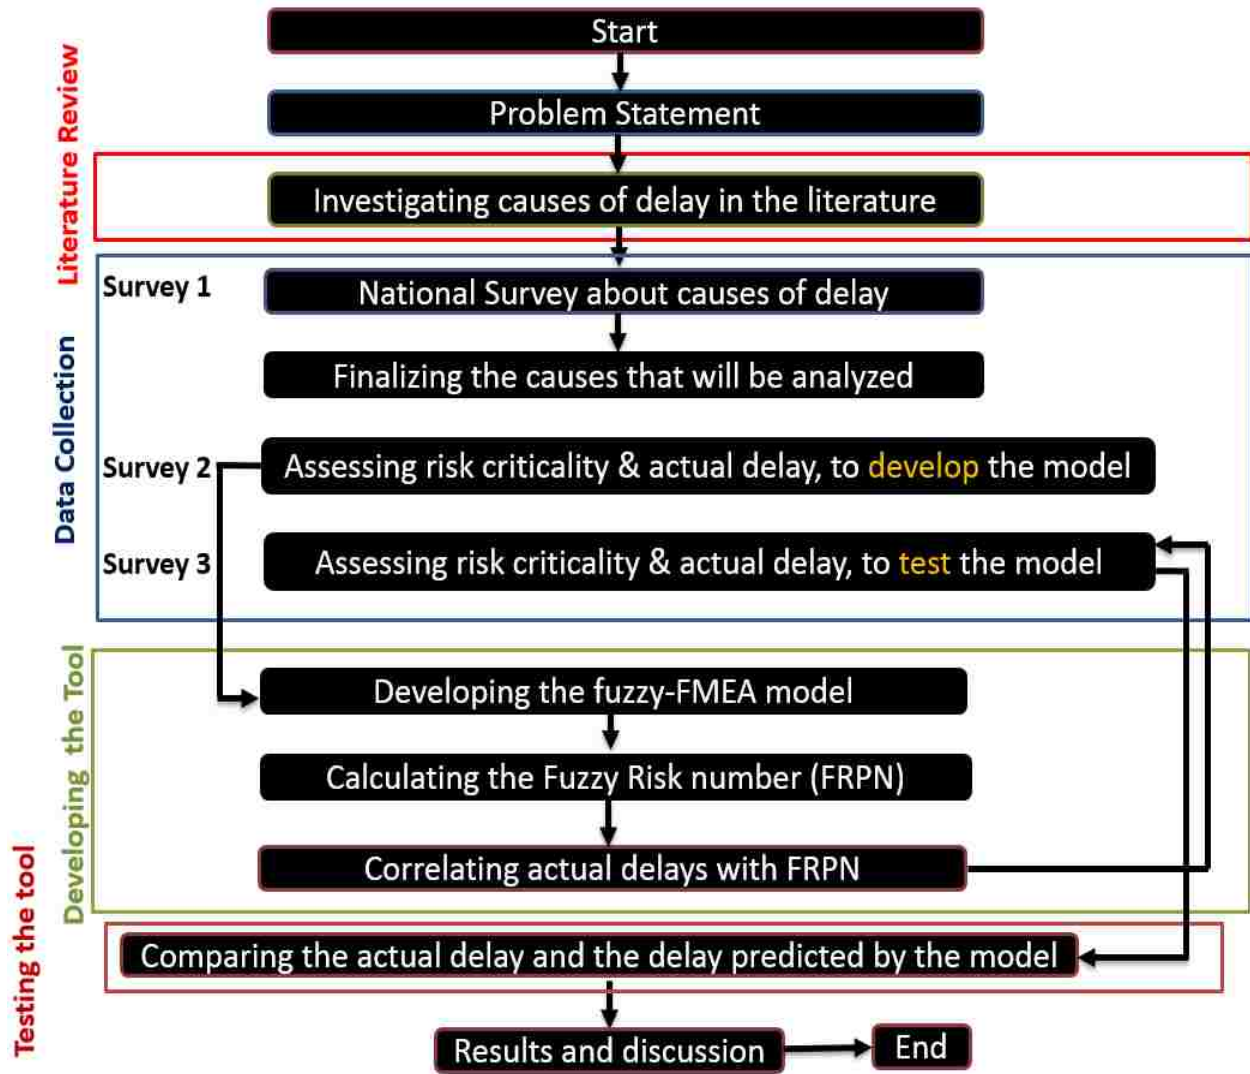 Start
Problem Statement
Literature Review
Investigating causes of delay in the literature
Data Collection
Survey 1
National Survey about causes of delay
Finalizing the causes that will be analyzed
Survey 2
Assessing risk criticality & actual delay, to develop the model
Survey 3
Assessing risk criticality & actual delay, to test the model
Developing the Tool
Developing the fuzzy-FMEA model
Calculating the Fuzzy Risk number (FRPN)
Correlating actual delays with FRPN
Testing the tool
Comparing the actual delay and the delay predicted by the model
Results and discussion
End